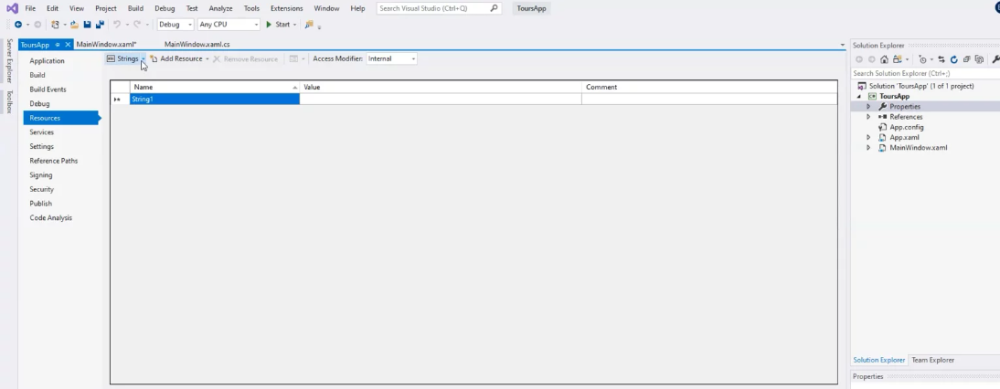 File Edit View Project Build Debug Test Analyze Tools Extensions Window Help Search Visual Studio (Ctrl+Q) ToursApp
Debug Any CPU Start
Server Explorer
Toolbox
ToursApp MainWindow.xaml* MainWindow.xaml.cs
Application
Build
Build Events
Debug
Resources
Services
Settings
Reference Paths
Signing
Security
Publish
Code Analysis
Strings Add Resource Remove Resource Access Modifier: Internal
Name Value Comment
String1
Solution Explorer
Search Solution Explorer (Ctrl+;)
Solution 'ToursApp' (1 of 1 project)
ToursApp
Properties
References
App.config
App.xaml
MainWindow.xaml
Solution Explorer Team Explorer
Properties